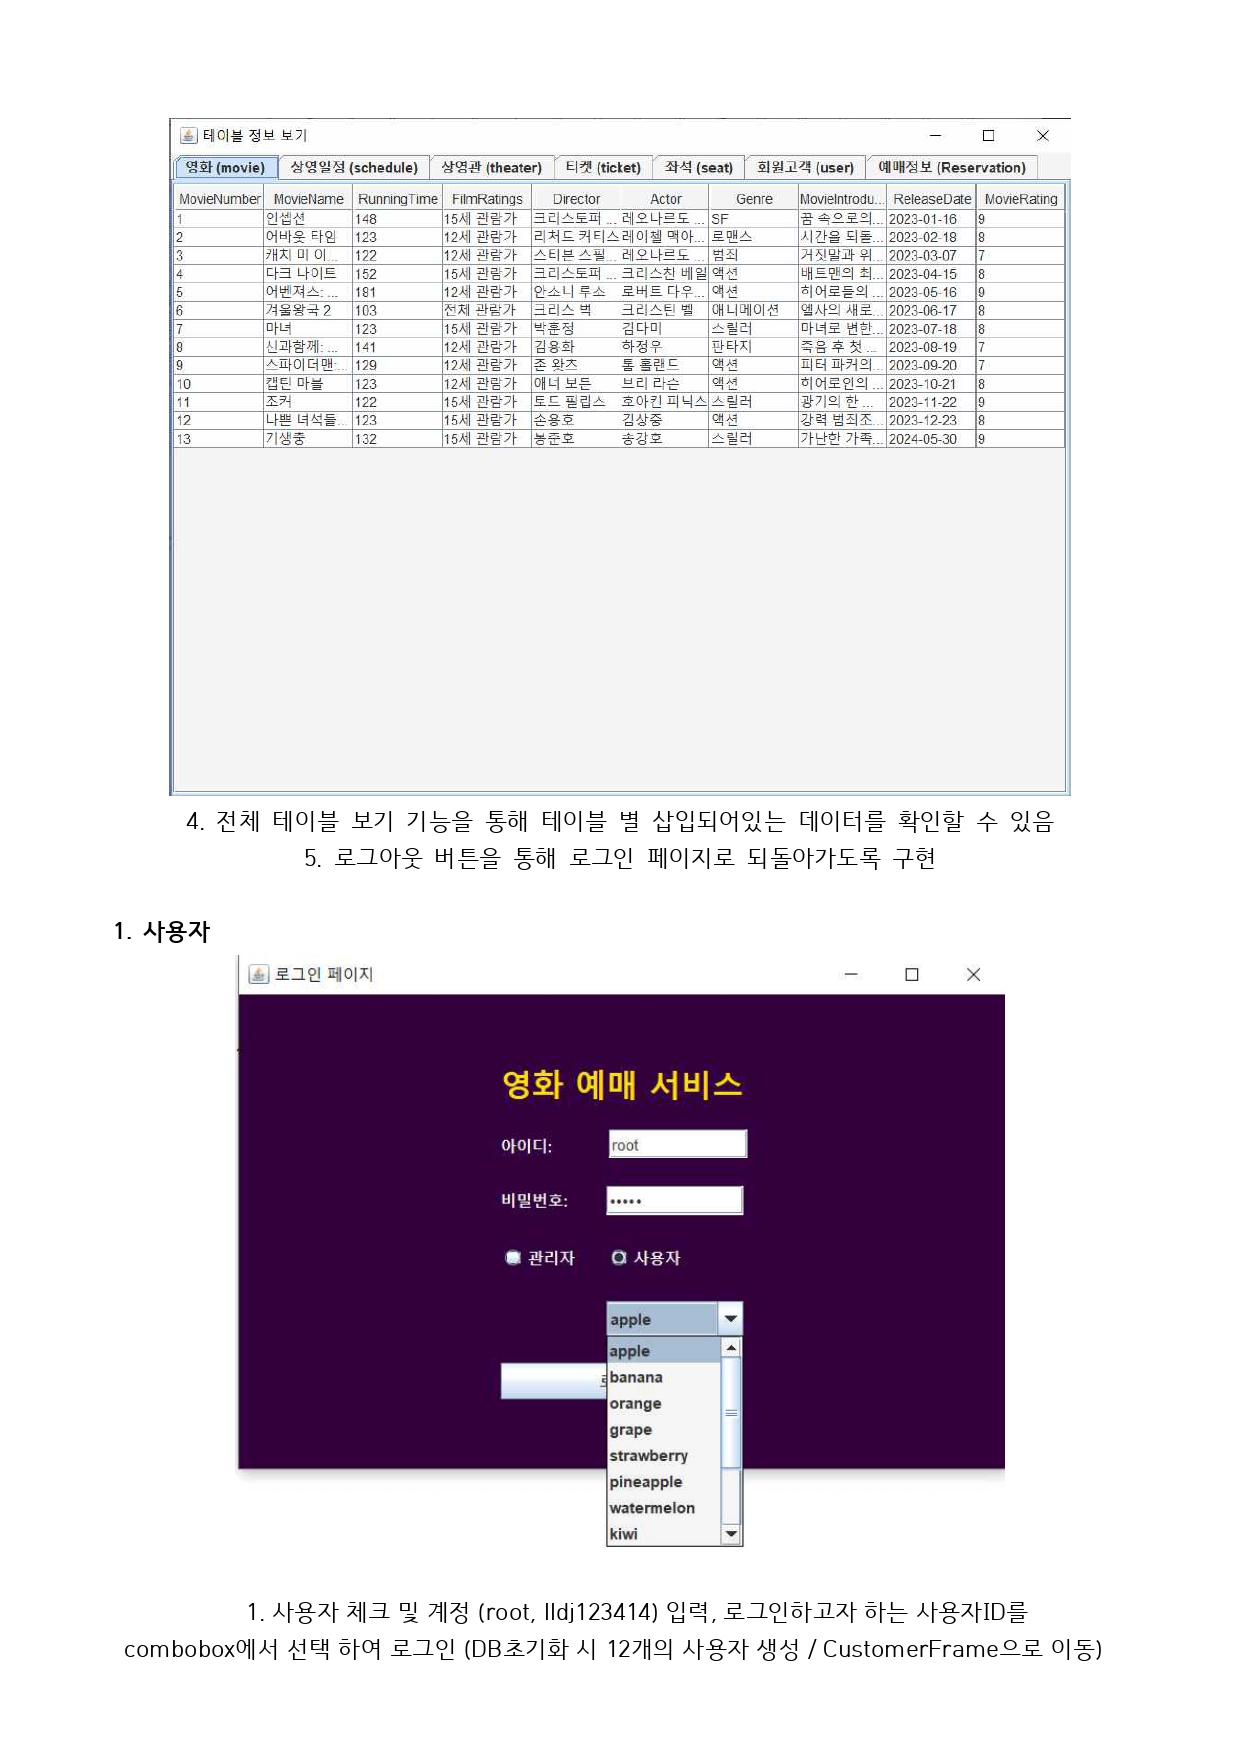 테이블 정보 보기
영화 (movie) 상영일정 (schedule) 상영관 (theater) 티켓 (ticket) 좌석 (seat) 회원고객 (user) 예매정보 (Reservation)
MovieNumber MovieName RunningTime FilmRatings Director Actor Genre MovieIntrodu... ReleaseDate MovieRating
1 인셉션 148 15세 관람가 크리스토퍼 ... 레오나르도 ... SF 꿈 속으로의... 2023-01-16 9
2 어바웃 타임 123 12세 관람가 리처드 커티스 레이첼 맥아... 로맨스 시간을 되돌... 2023-02-18 8
3 캐치 미 이... 122 12세 관람가 스티븐 스필... 레오나르도 ... 범죄 거짓말과 위... 2023-03-07 7
4 다크 나이트 152 15세 관람가 크리스토퍼 ... 크리스찬 베일 액션 배트맨의 최... 2023-04-15 8
5 어벤져스: ... 181 12세 관람가 안소니 루소 로버트 다우... 액션 히어로들의 ... 2023-05-16 9
6 겨울왕국 2 103 전체 관람가 크리스 벅 크리스틴 벨 애니메이션 엘사의 새로... 2023-06-17 8
7 마녀 123 15세 관람가 박훈정 김다미 스릴러 마녀로 변한... 2023-07-18 8
8 신과함께: ... 141 12세 관람가 김용화 하정우 판타지 죽음 후 첫 ... 2023-08-19 7
9 스파이더맨:... 129 12세 관람가 존 왓츠 톰 홀랜드 액션 피터 파커의... 2023-09-20 7
10 캡틴 마블 123 12세 관람가 애너 보든 브리 라슨 액션 히어로인의 ... 2023-10-21 8
11 조커 122 15세 관람가 토드 필립스 호아킨 피닉스 스릴러 광기의 한 ... 2023-11-22 9
12 나쁜 녀석들... 123 15세 관람가 손용호 김상중 액션 강력 범죄조... 2023-12-23 8
13 기생충 132 15세 관람가 봉준호 송강호 스릴러 가난한 가족... 2024-05-30 9
4. 전체 테이블 보기 기능을 통해 테이블 별 삽입되어있는 데이터를 확인할 수 있음
5. 로그아웃 버튼을 통해 로그인 페이지로 되돌아가도록 구현
1. 사용자
로그인 페이지
영화 예매 서비스
아이디: root
비밀번호: •••••
관리자 사용자
apple
apple
banana
orange
grape
strawberry
pineapple
watermelon
kiwi
1. 사용자 체크 및 계정 (root, lldj123414) 입력, 로그인하고자 하는 사용자ID를
combobox에서 선택 하여 로그인 (DB초기화 시 12개의 사용자 생성 / CustomerFrame으로 이동)